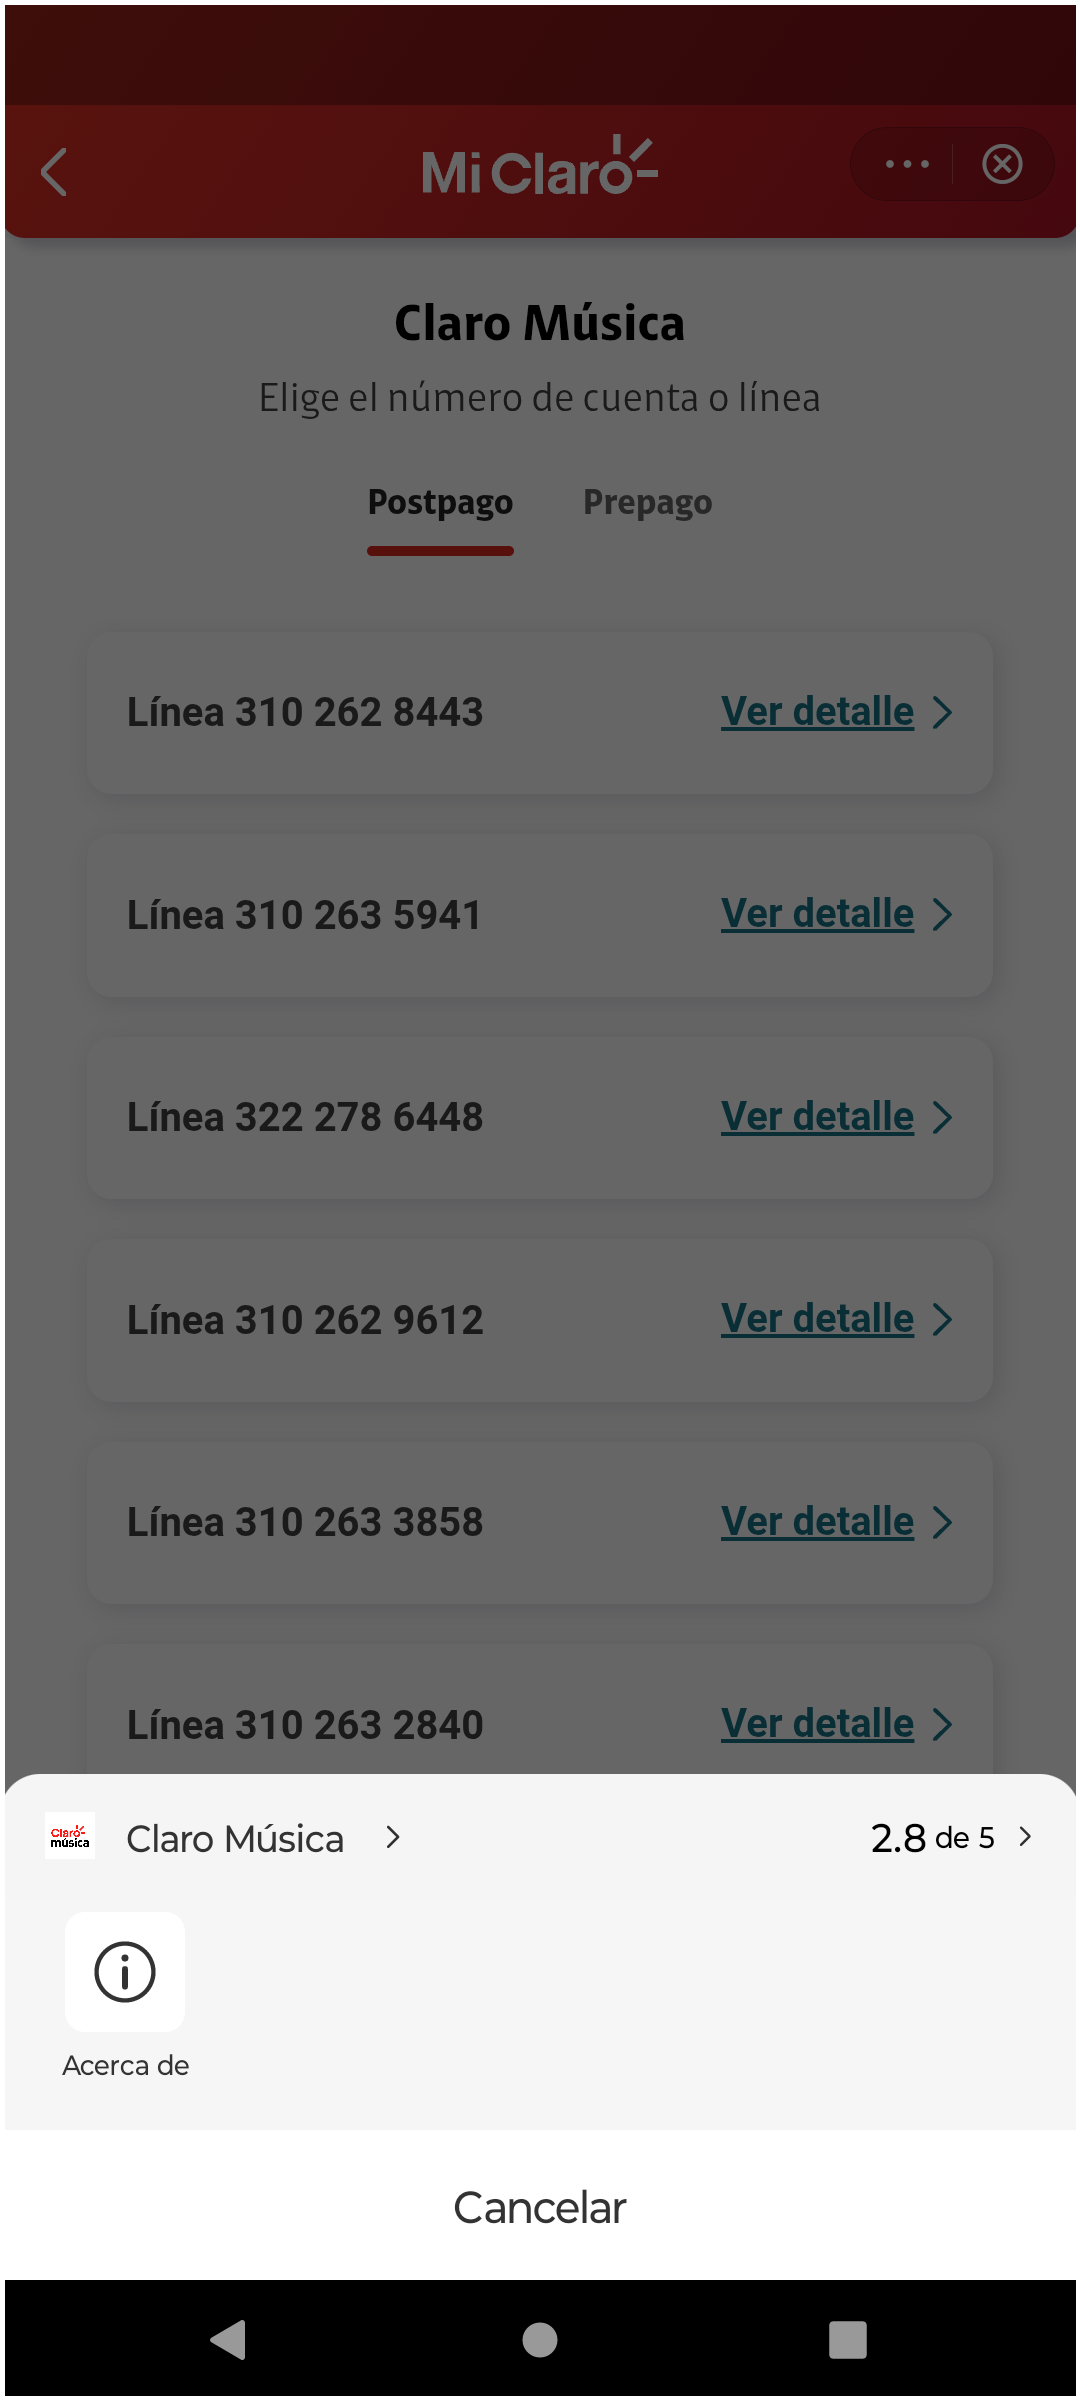 Mi Claro
Claro Música
Elige el número de cuenta o línea
Postpago Prepago
Línea 310 262 8443 Ver detalle
Línea 310 263 5941 Ver detalle
Línea 322 278 6448 Ver detalle
Línea 310 262 9612 Ver detalle
Línea 310 263 3858 Ver detalle
Línea 310 263 2840 Ver detalle
Claro
música
Claro Música 2.8 de 5
Acerca de
Cancelar